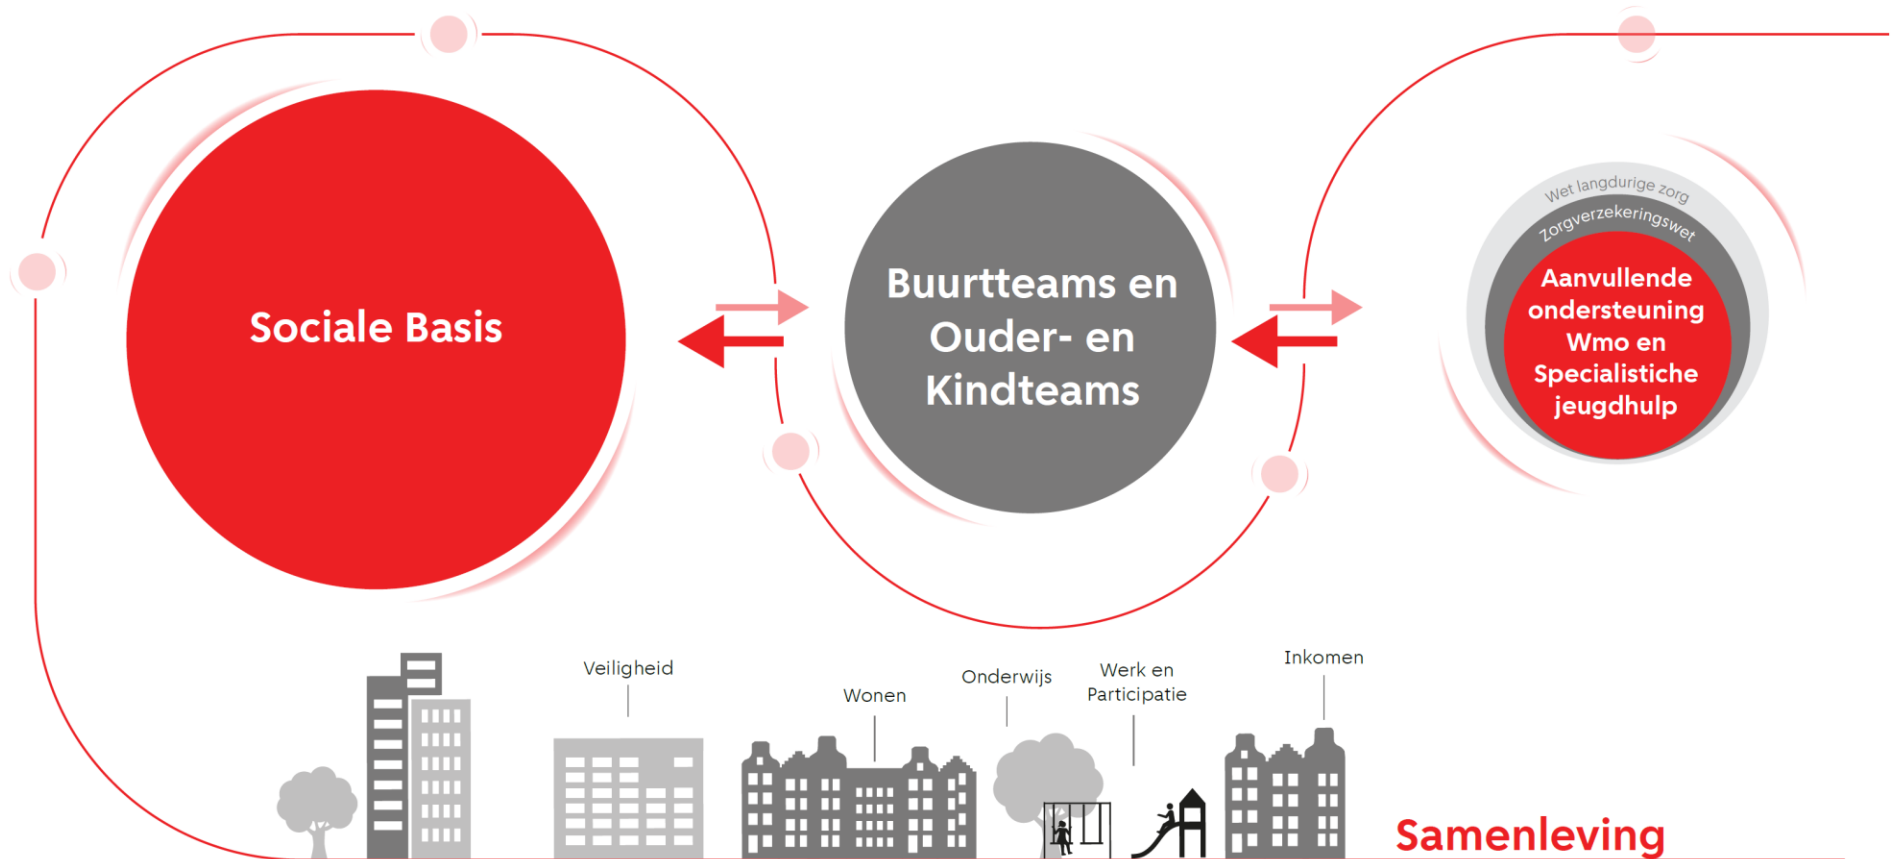 Sociale Basis
Buurtteams en
Ouder- en
Kindteams
Wet langdurige zorg
Zorgverzekeringswet
Aanvullende
ondersteuning
Wmo en
Specialistiche
jeugdhulp
Veiligheid
Wonen
Onderwijs
Werk en
Participatie
Inkomen
Samenleving